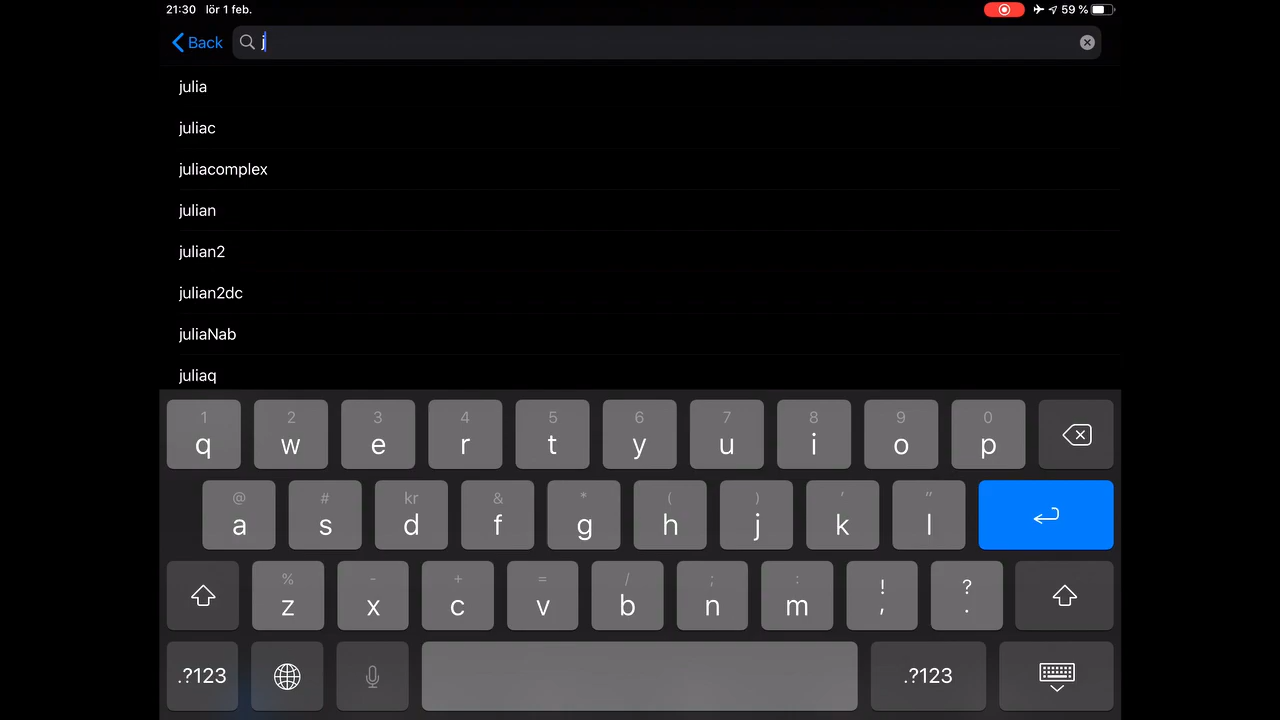 21:30 lör 1 feb. 59 %
Back j
julia
juliac
juliacomplex
julian
julian2
julian2dc
juliaNab
juliaq
1 2 3 4 5 6 7 8 9 0
q w e r t y u i o p
@ # kr & * ( ) ’ ”
a s d f g h j k l
% - + = / ; : ! ?
z x c v b n m , .
.?123 .?123